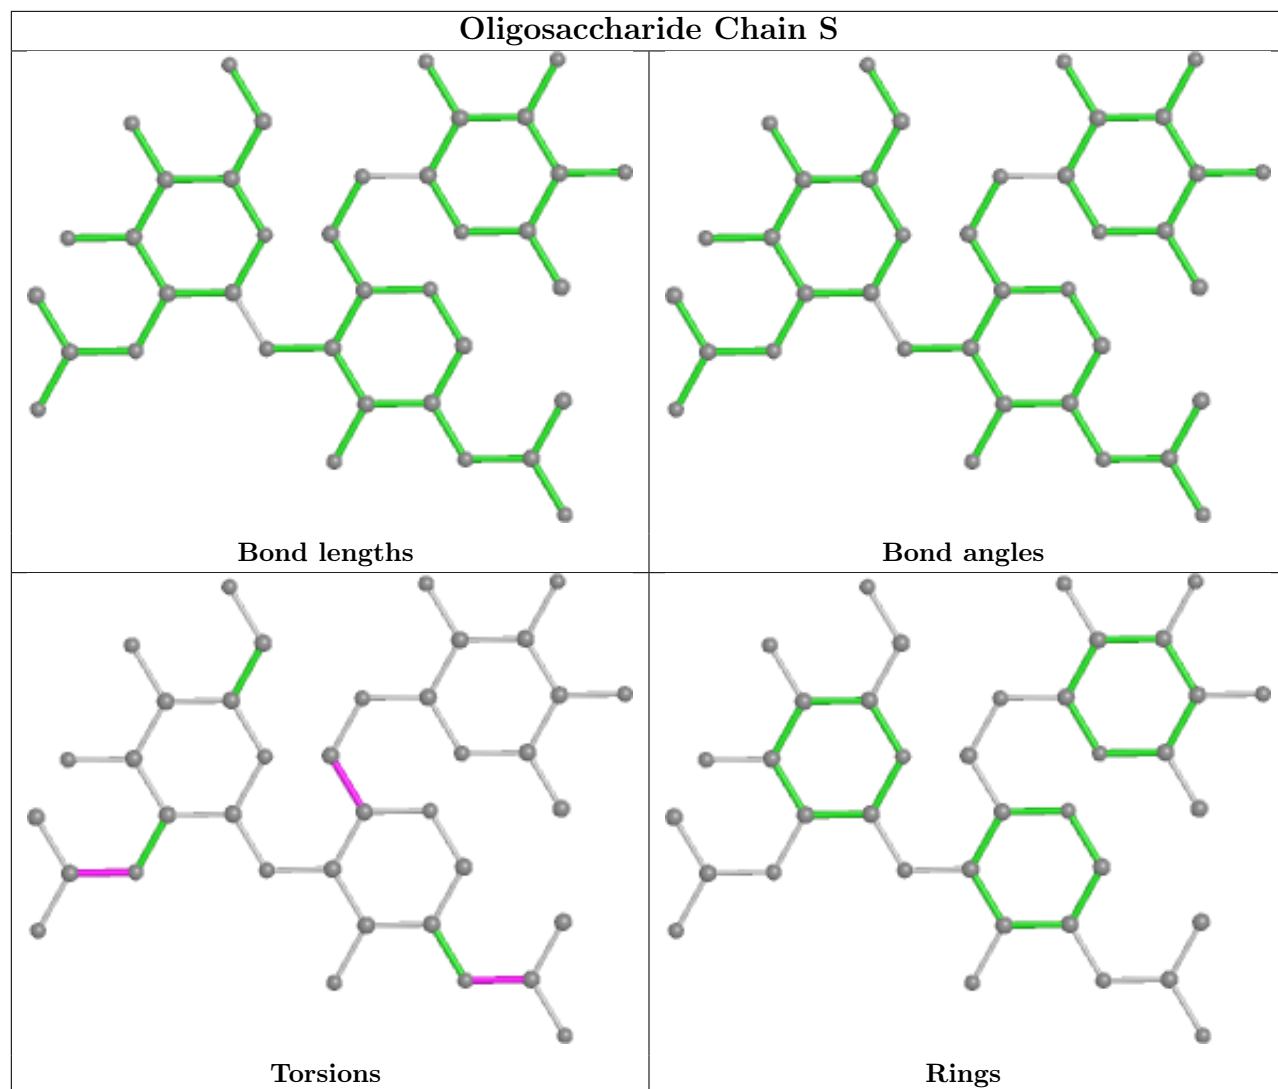 Oligosaccharide Chain S
Bond lengths
Bond angles
Torsions
Rings